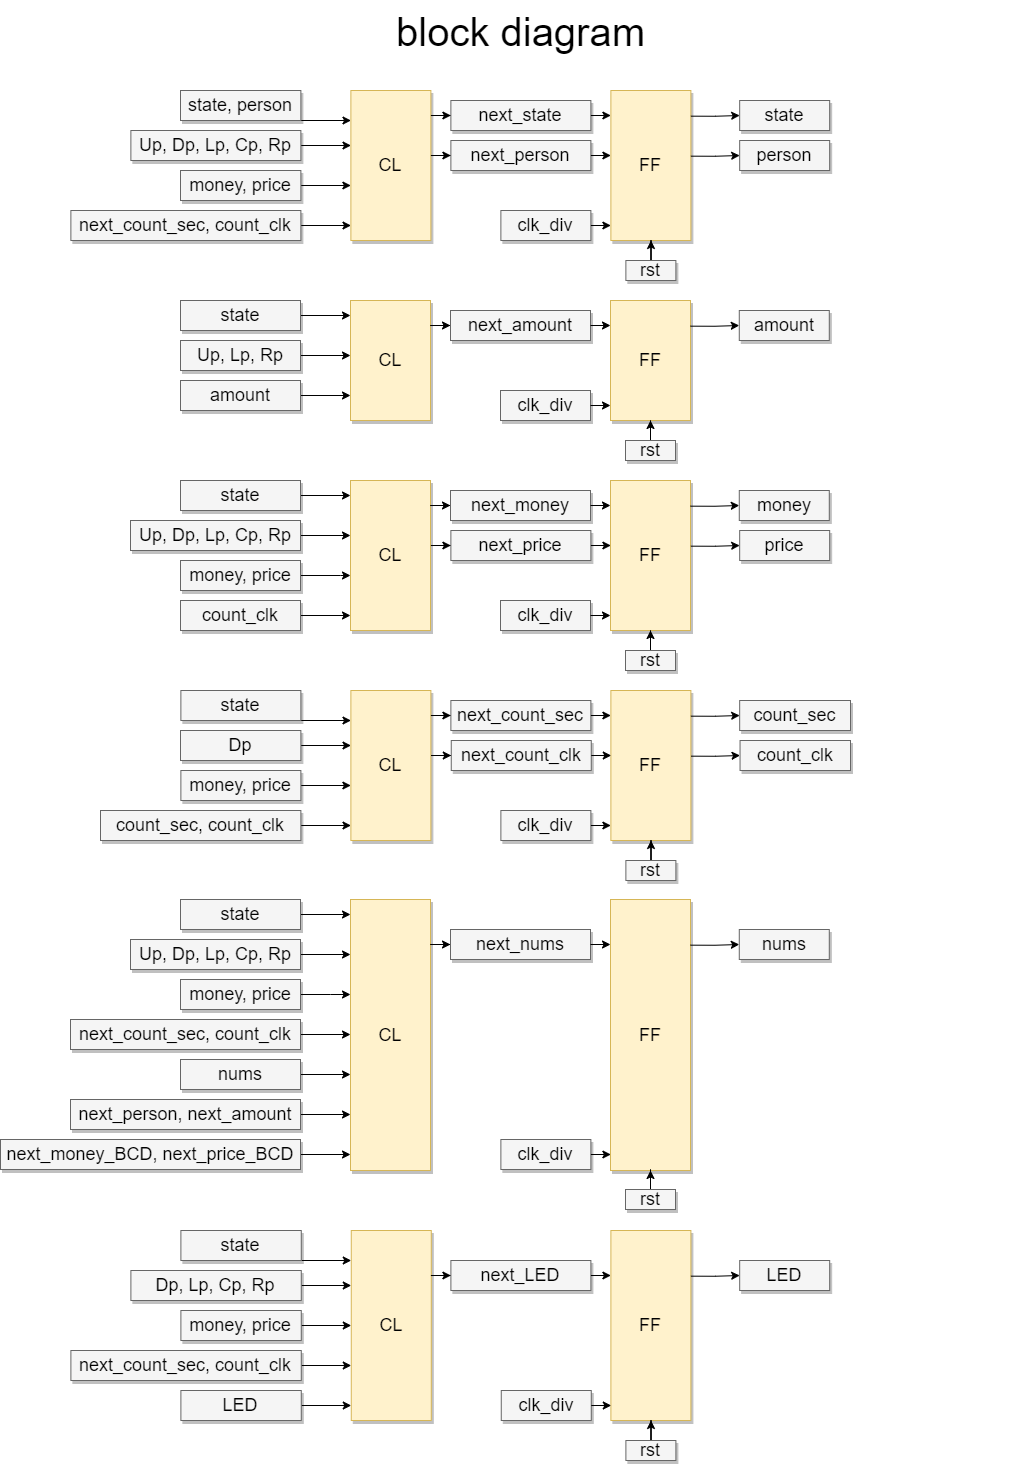 block diagram
state, person
Up, Dp, Lp, Cp, Rp
money, price
next_count_sec, count_clk
CL
next_state
next_person
clk_div
FF
rst
state
person
state
Up, Lp, Rp
amount
CL
next_amount
clk_div
FF
rst
amount
state
Up, Dp, Lp, Cp, Rp
money, price
count_clk
CL
next_money
next_price
clk_div
FF
rst
money
price
state
Dp
money, price
count_sec, count_clk
CL
next_count_sec
next_count_clk
clk_div
FF
rst
count_sec
count_clk
state
Up, Dp, Lp, Cp, Rp
money, price
next_count_sec, count_clk
nums
next_person, next_amount
next_money_BCD, next_price_BCD
CL
next_nums
clk_div
FF
rst
nums
state
Dp, Lp, Cp, Rp
money, price
next_count_sec, count_clk
LED
CL
next_LED
clk_div
FF
rst
LED